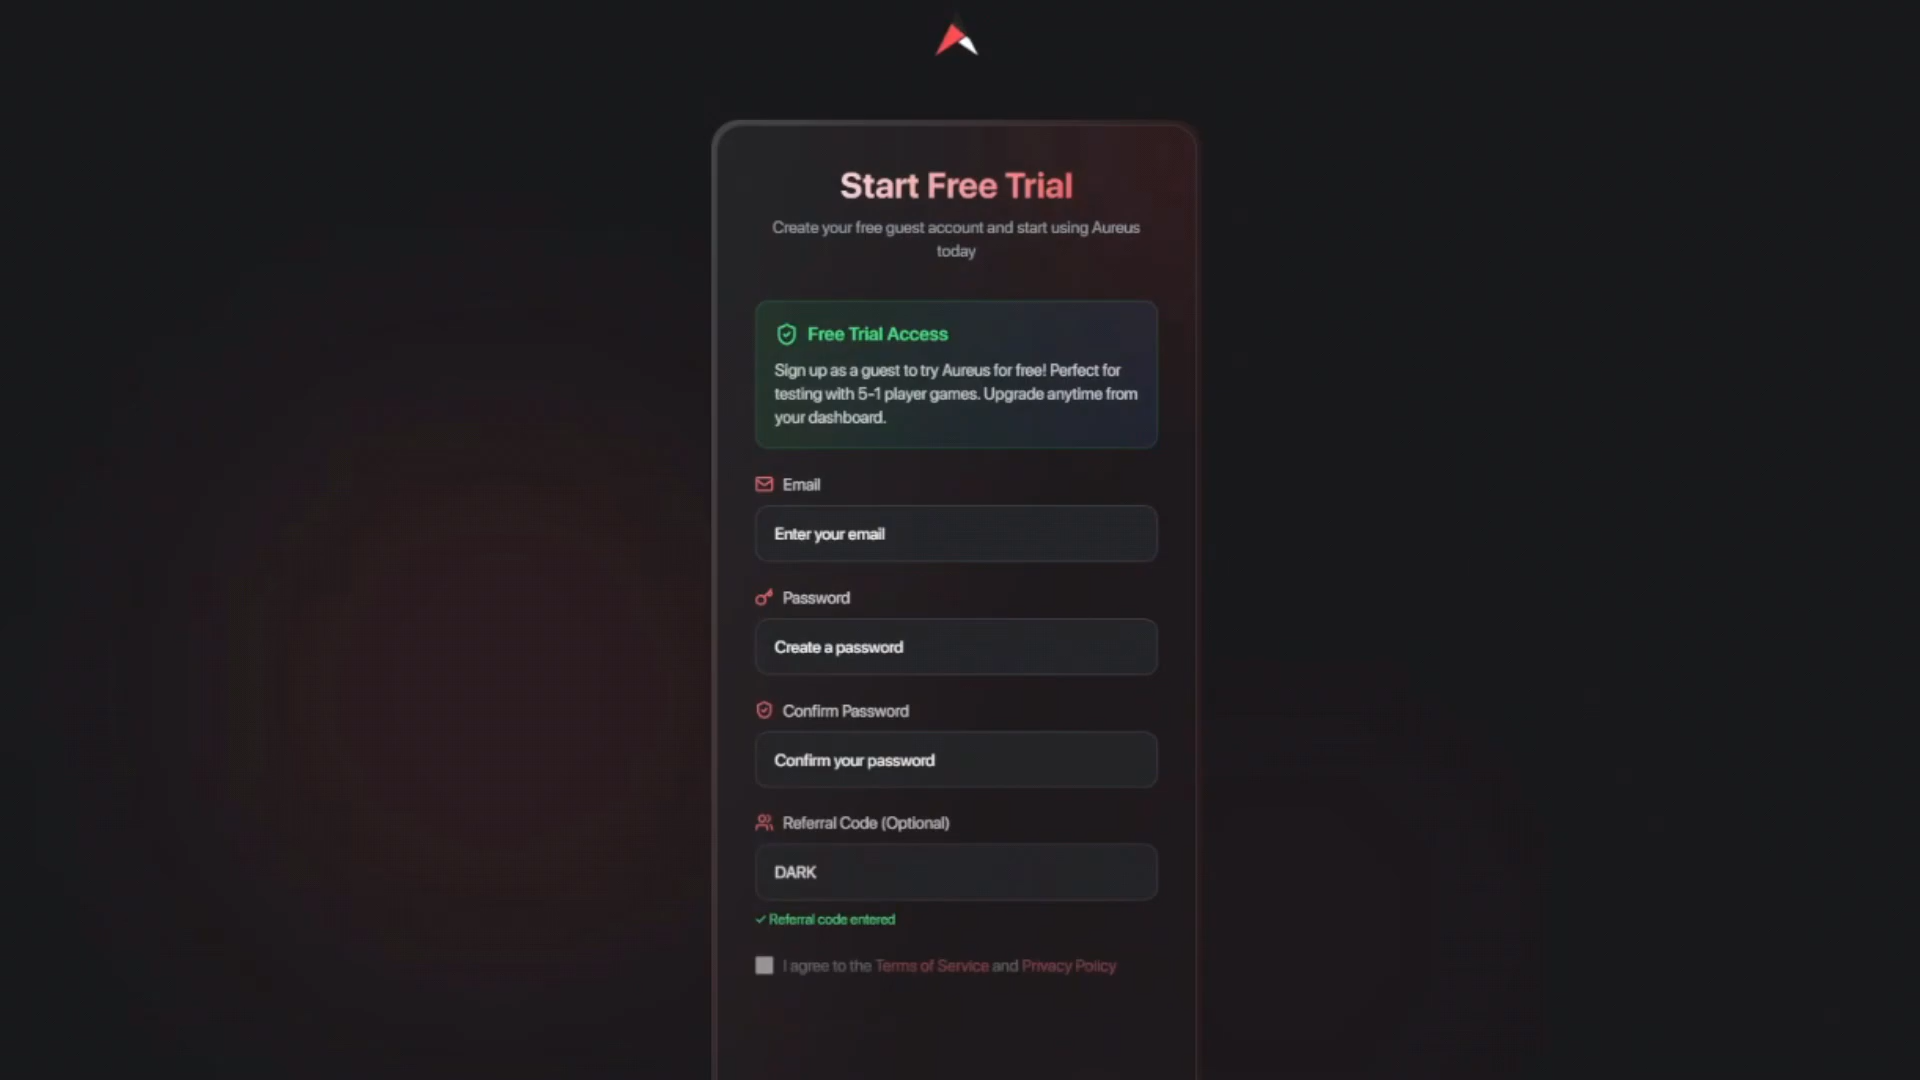 Start Free Trial
Create your free guest account and start using Aureus
today
Free Trial Access
Sign up as a guest to try Aureus for free! Perfect for
testing with 5-1 player games. Upgrade anytime from
your dashboard.
Email
Enter your email
Password
Create a password
Confirm Password
Confirm your password
Referral Code (Optional)
DARK
✓ Referral code entered
I agree to the Terms of Service and Privacy Policy